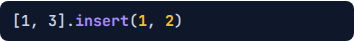 [1, 3].insert(1, 2)